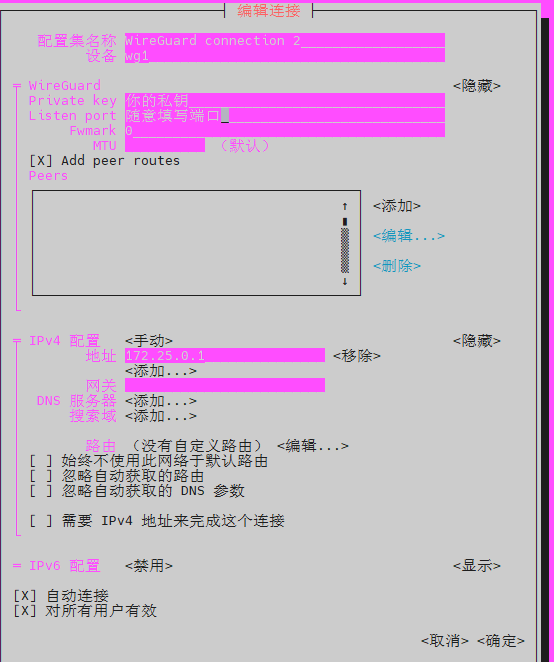 编辑连接
配置集名称 WireGuard connection 2
设备 wg1
WireGuard <隐藏>
Private key 你的私钥
Listen port 随意填写端口
Fwmark 0
MTU （默认）
[X] Add peer routes
Peers
<添加>
<编辑...>
<删除>
IPv4 配置 <手动> <隐藏>
地址 172.25.0.1 <移除>
<添加...>
网关
DNS 服务器 <添加...>
搜索域 <添加...>
路由 （没有自定义路由） <编辑...>
[ ] 始终不使用此网络于默认路由
[ ] 忽略自动获取的路由
[ ] 忽略自动获取的 DNS 参数
[ ] 需要 IPv4 地址来完成这个连接
IPv6 配置 <禁用> <显示>
[X] 自动连接
[X] 对所有用户有效
<取消> <确定>